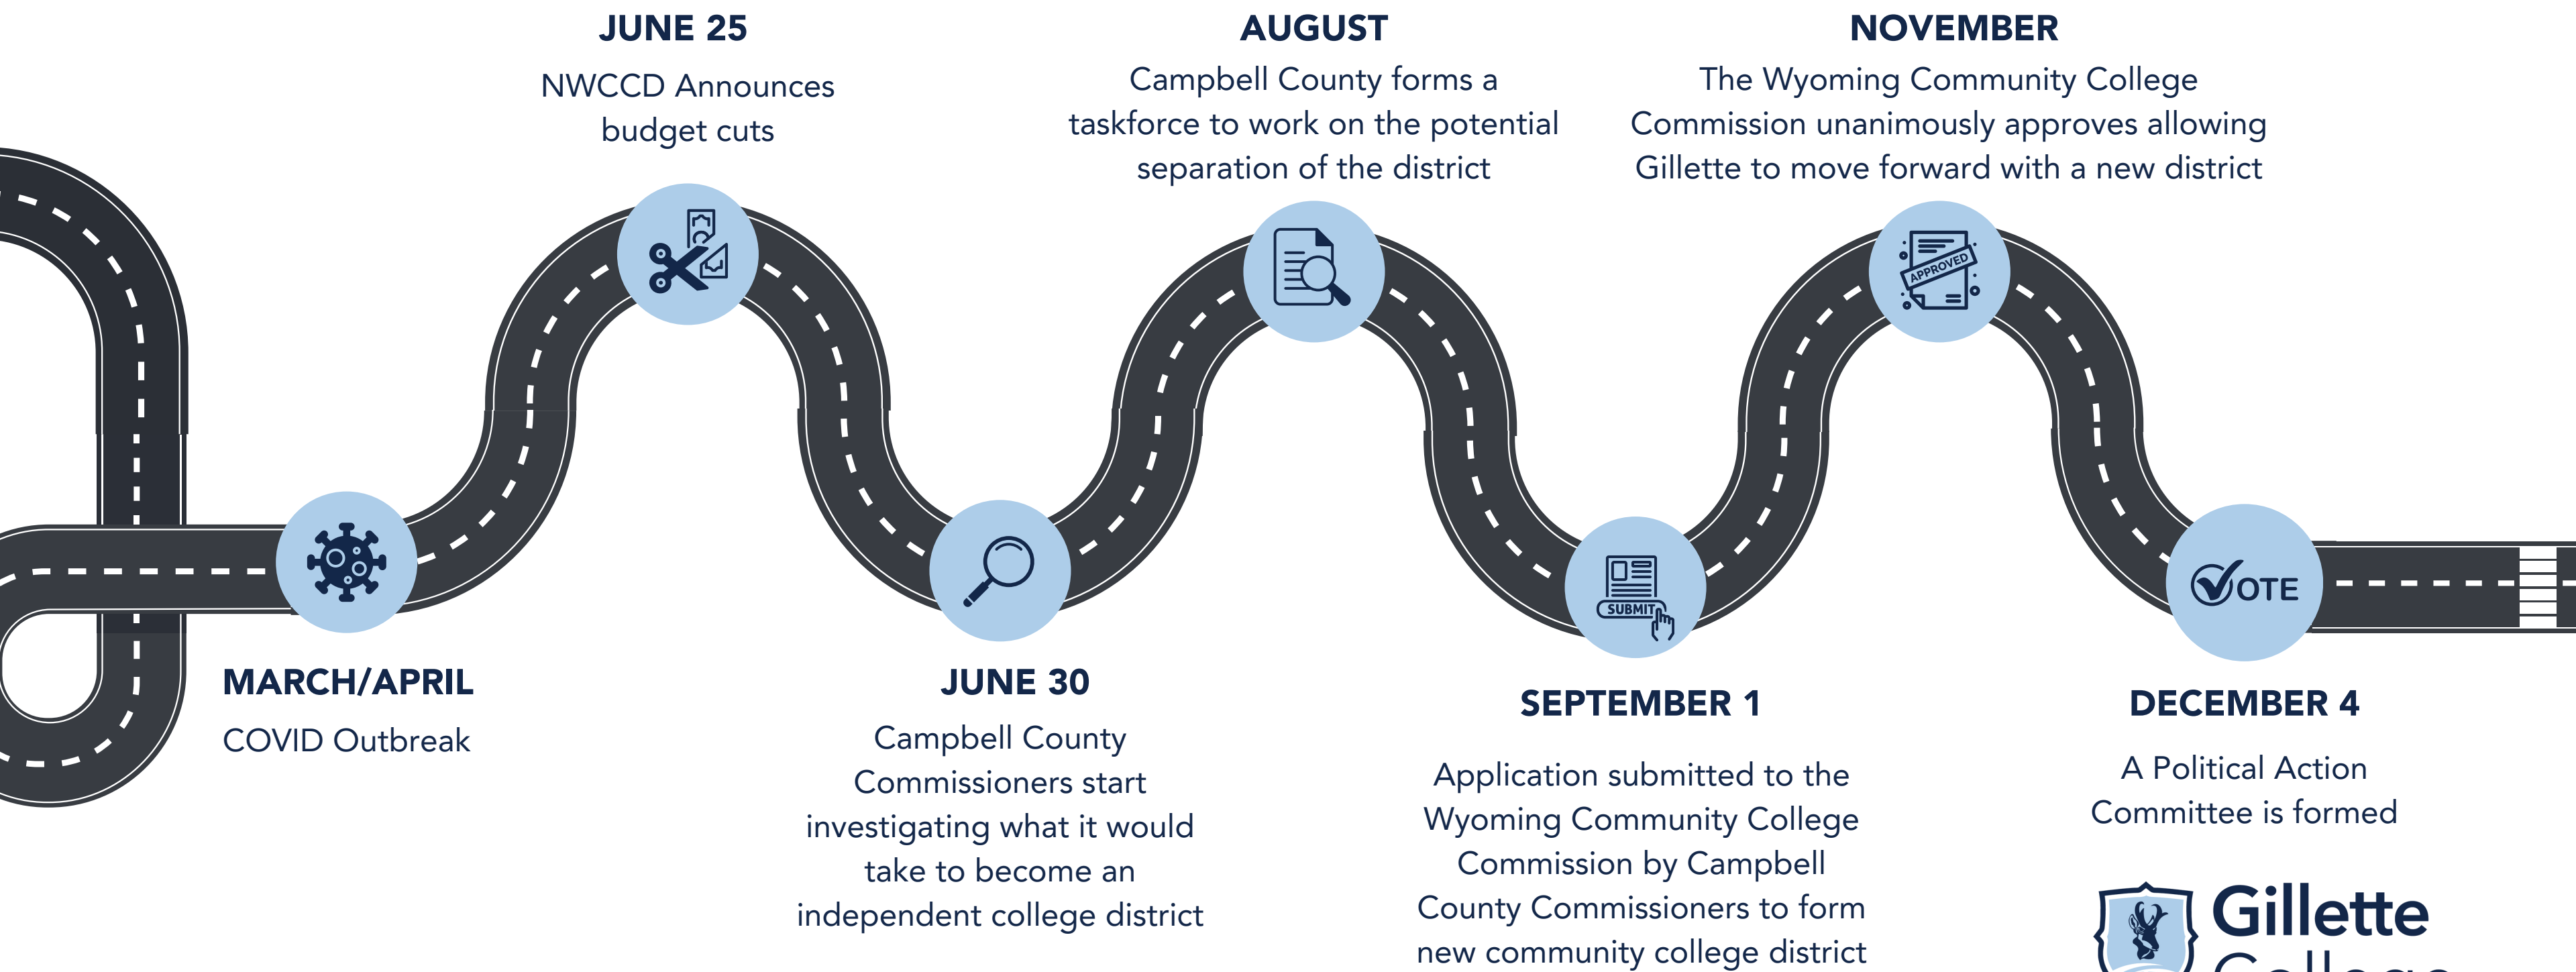 MARCH/APRIL
COVID Outbreak
JUNE 25
NWCCD Announces
budget cuts
JUNE 30
Campbell County
Commissioners start
investigating what it would
take to become an
independent college district
AUGUST
Campbell County forms a
taskforce to work on the potential
separation of the district
SEPTEMBER 1
Application submitted to the
Wyoming Community College
Commission by Campbell
County Commissioners to form
new community college district
SUBMIT
NOVEMBER
The Wyoming Community College
Commission unanimously approves allowing
Gillette to move forward with a new district
APPROVED
DECEMBER 4
A Political Action
Committee is formed
VOTE
Gillette
College